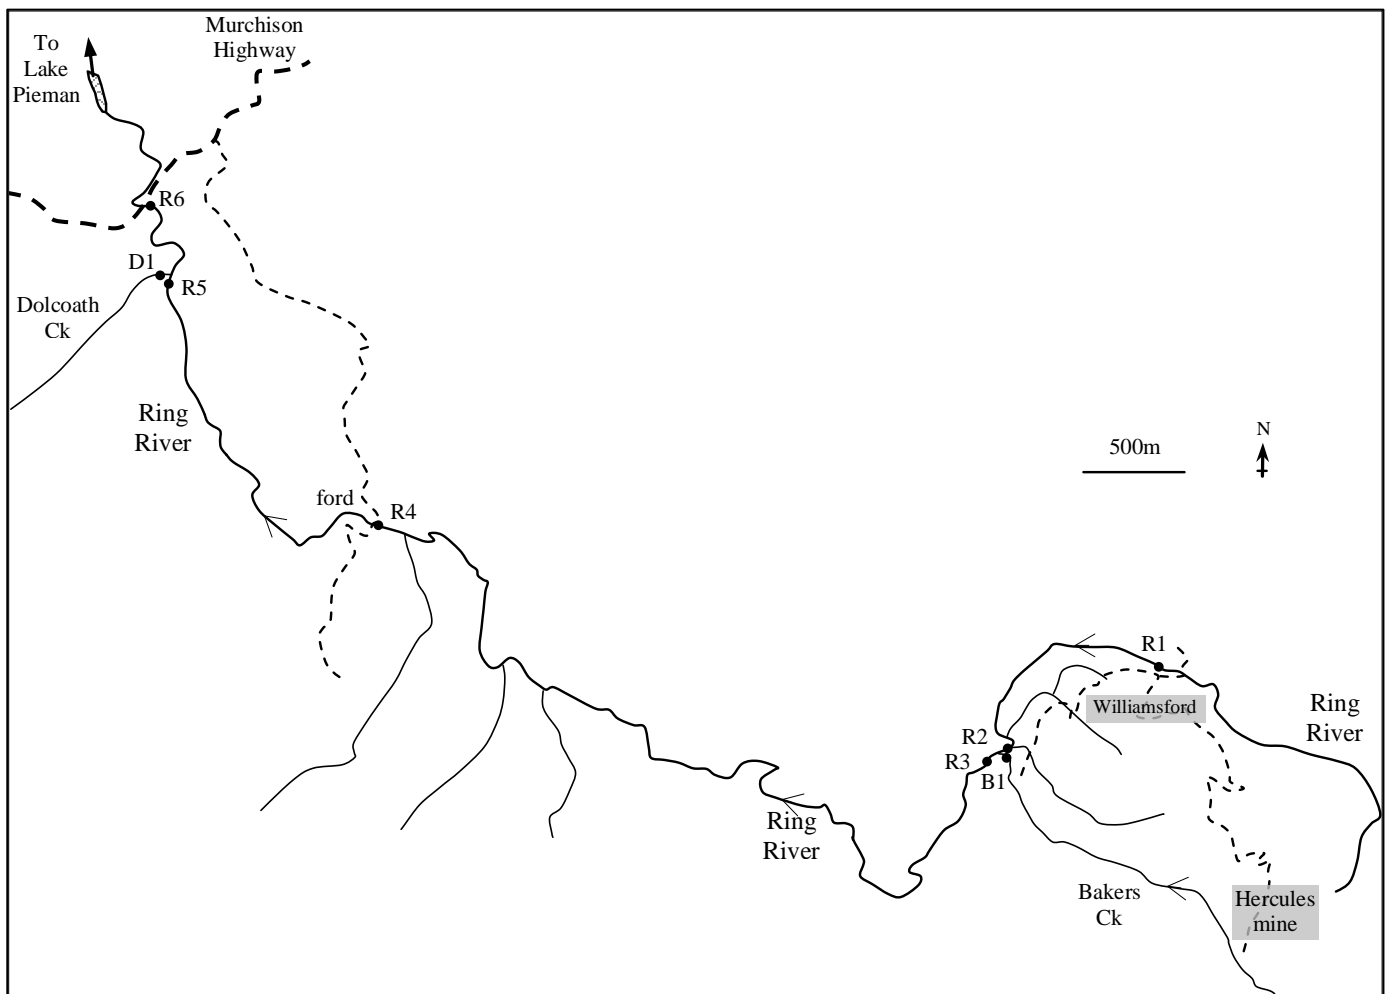 Murchison
Highway
To
Lake
Pieman
R6
D1
R5
Dolcoath
Ck
Ring
River
N
500m
ford
R4
R1
Williamsford
Ring
River
R2
R3
B1
Ring
River
Bakers
Ck
Hercules
mine